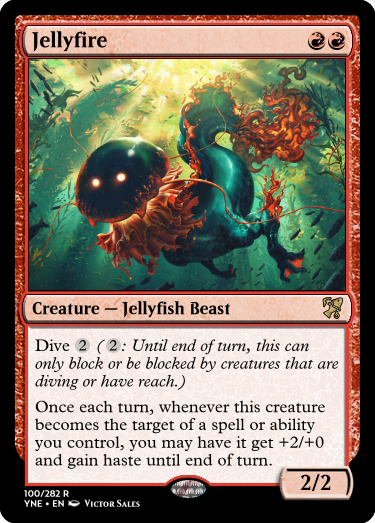 Jellyfire
Creature — Jellyfish Beast
Dive 2 ( 2: Until end of turn, this can
only block or be blocked by creatures that are
diving or have reach.)
Once each turn, whenever this creature
becomes the target of a spell or ability
you control, you may have it get +2/+0
and gain haste until end of turn.
2/2
100/282 R
YNE • EN Victor Sales